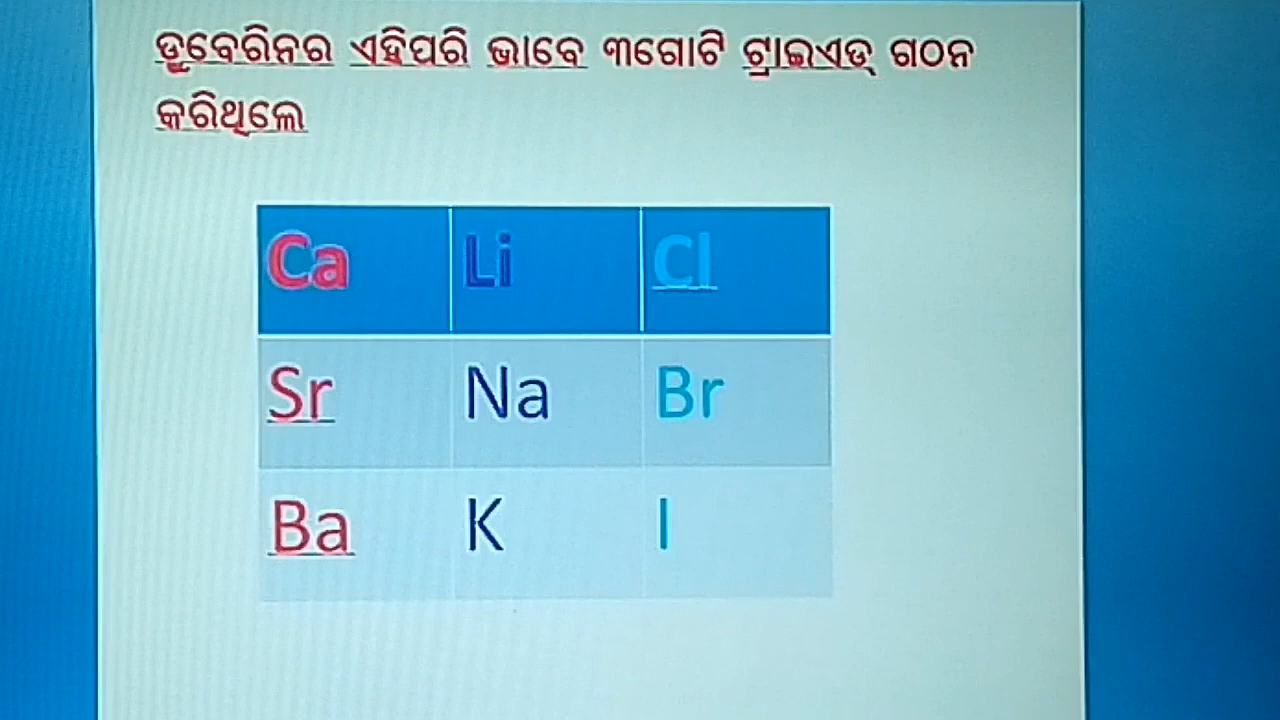 ଡୁବେରିନର ଏହିପରି ଭାବେ ୩ଗୋଟି ଟ୍ରାଇଏଡ୍ ଗଠନ
କରିଥିଲେ
Ca Li Cl
Sr Na Br
Ba K I